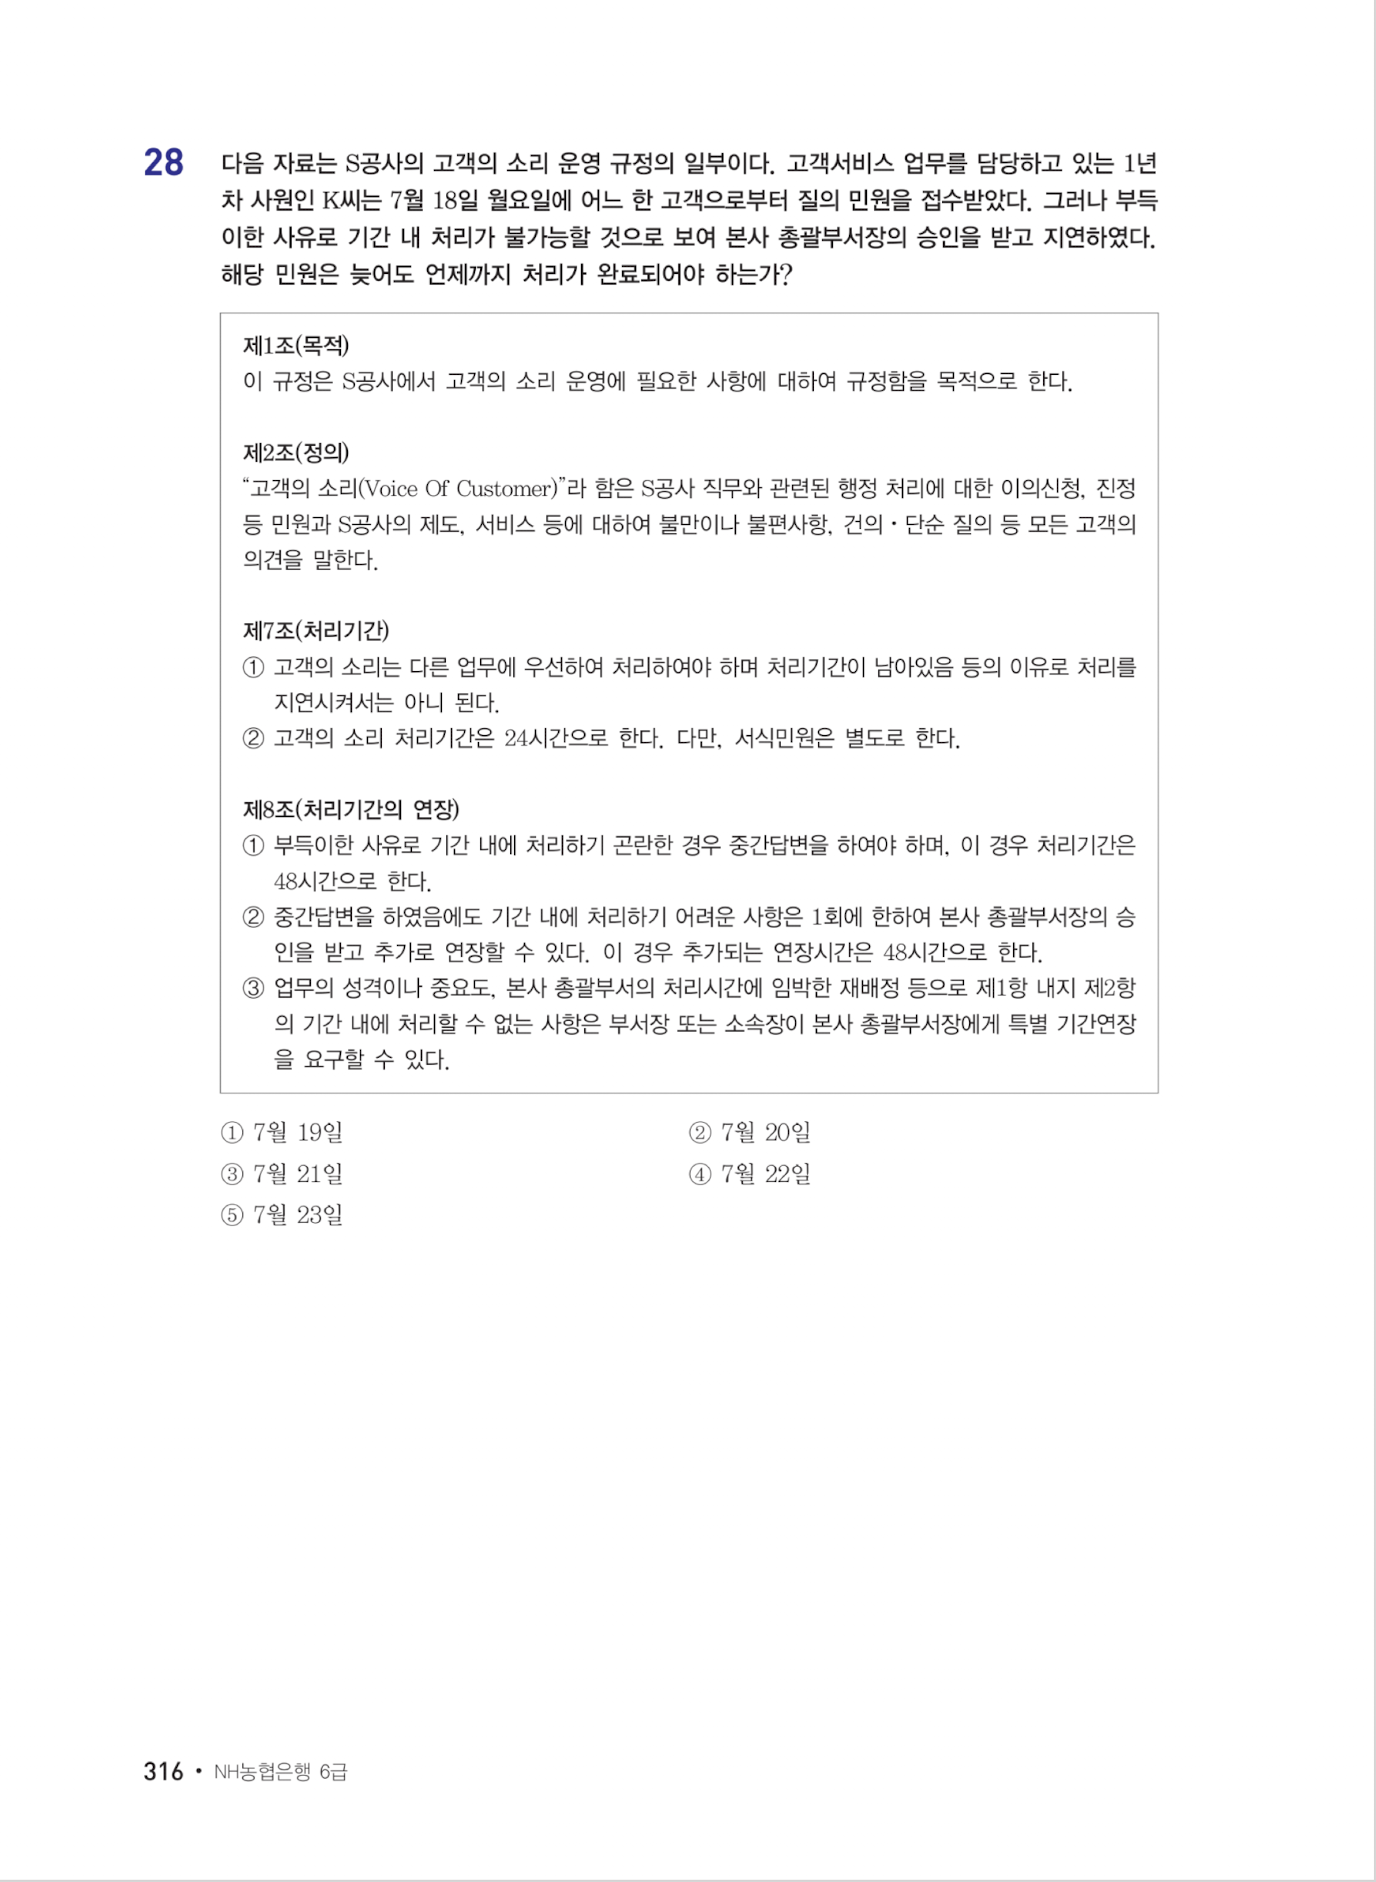 28 다음 자료는 S공사의 고객의 소리 운영 규정의 일부이다. 고객서비스 업무를 담당하고 있는 1년
차 사원인 K씨는 7월 18일 월요일에 어느 한 고객으로부터 질의 민원을 접수받았다. 그러나 부득
이한 사유로 기간 내 처리가 불가능할 것으로 보여 본사 총괄부서장의 승인을 받고 지연하였다.
해당 민원은 늦어도 언제까지 처리가 완료되어야 하는가?
제1조(목적)
이 규정은 S공사에서 고객의 소리 운영에 필요한 사항에 대하여 규정함을 목적으로 한다.
제2조(정의)
“고객의 소리(Voice Of Customer)”라 함은 S공사 직무와 관련된 행정 처리에 대한 이의신청, 진정
등 민원과 S공사의 제도, 서비스 등에 대하여 불만이나 불편사항, 건의·단순 질의 등 모든 고객의
의견을 말한다.
제7조(처리기간)
① 고객의 소리는 다른 업무에 우선하여 처리하여야 하며 처리기간이 남아있음 등의 이유로 처리를
지연시켜서는 아니 된다.
② 고객의 소리 처리기간은 24시간으로 한다. 다만, 서식민원은 별도로 한다.
제8조(처리기간의 연장)
① 부득이한 사유로 기간 내에 처리하기 곤란한 경우 중간답변을 하여야 하며, 이 경우 처리기간은
48시간으로 한다.
② 중간답변을 하였음에도 기간 내에 처리하기 어려운 사항은 1회에 한하여 본사 총괄부서장의 승
인을 받고 추가로 연장할 수 있다. 이 경우 추가되는 연장시간은 48시간으로 한다.
③ 업무의 성격이나 중요도, 본사 총괄부서의 처리시간에 임박한 재배정 등으로 제1항 내지 제2항
의 기간 내에 처리할 수 없는 사항은 부서장 또는 소속장이 본사 총괄부서장에게 특별 기간연장
을 요구할 수 있다.
① 7월 19일 ② 7월 20일
③ 7월 21일 ④ 7월 22일
⑤ 7월 23일
316 • NH농협은행 6급